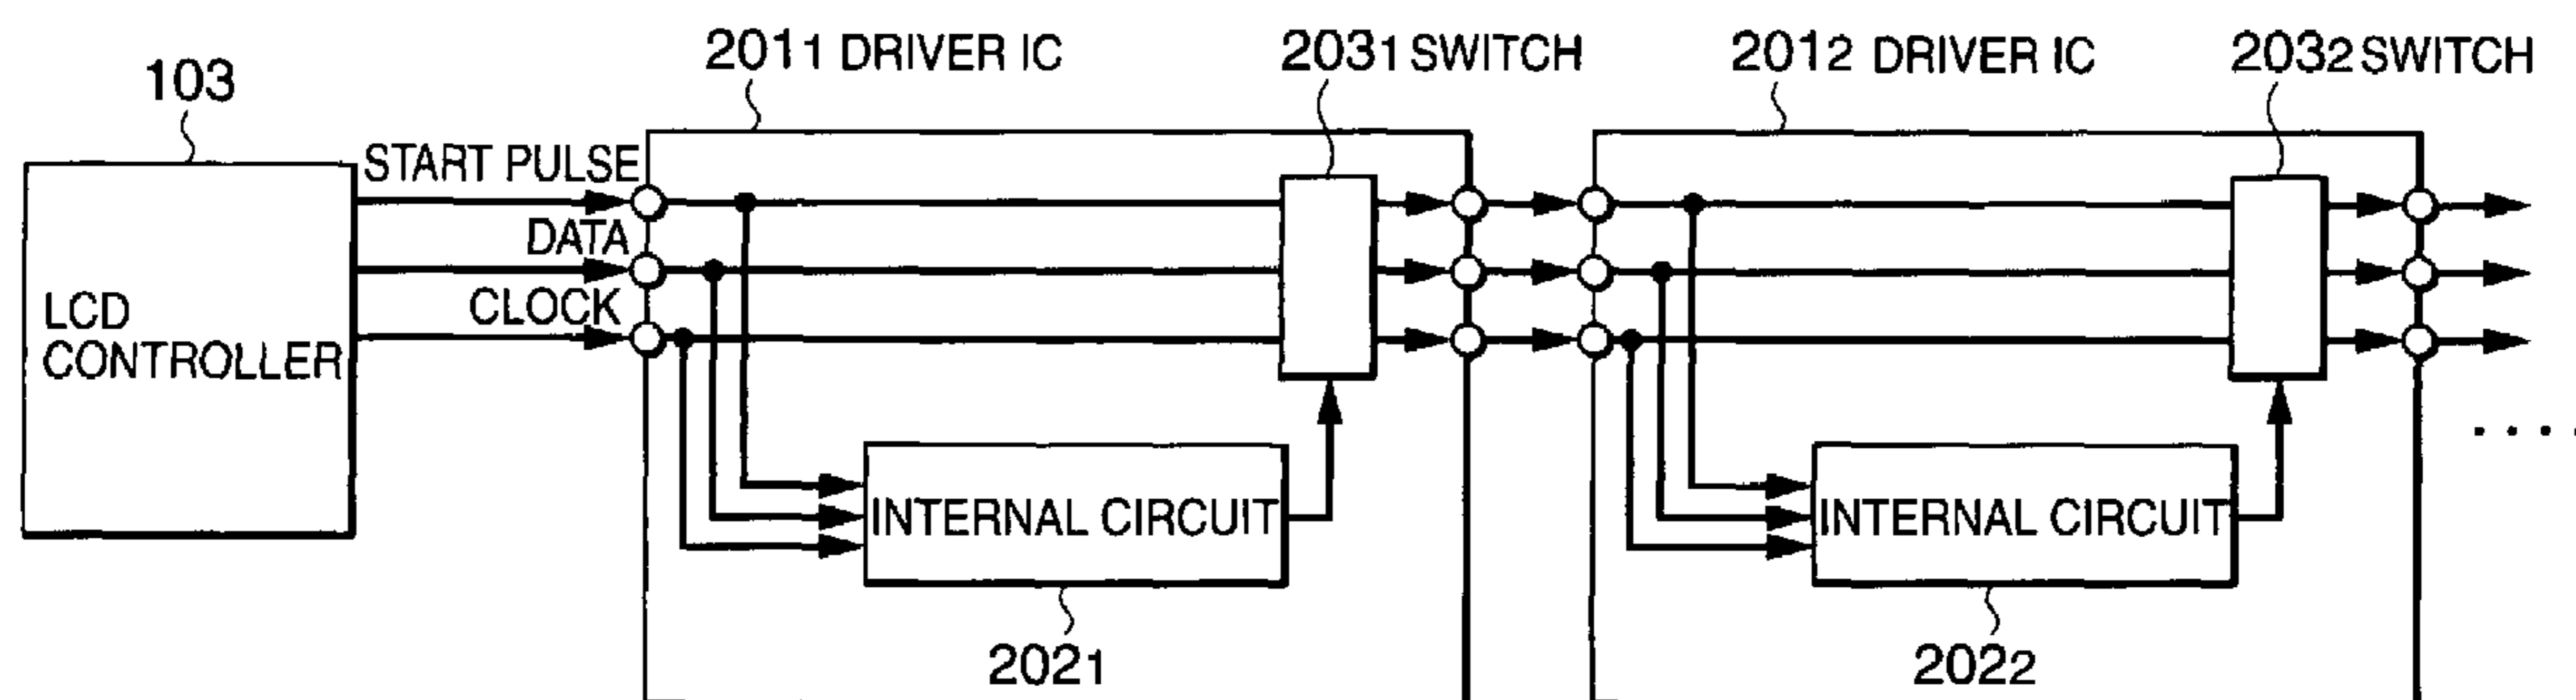 2011 DRIVER IC
2031 SWITCH
2012 DRIVER IC
2032 SWITCH
103
START PULSE
DATA
CLOCK
LCD
CONTROLLER
INTERNAL CIRCUIT
INTERNAL CIRCUIT
2021
2022
....